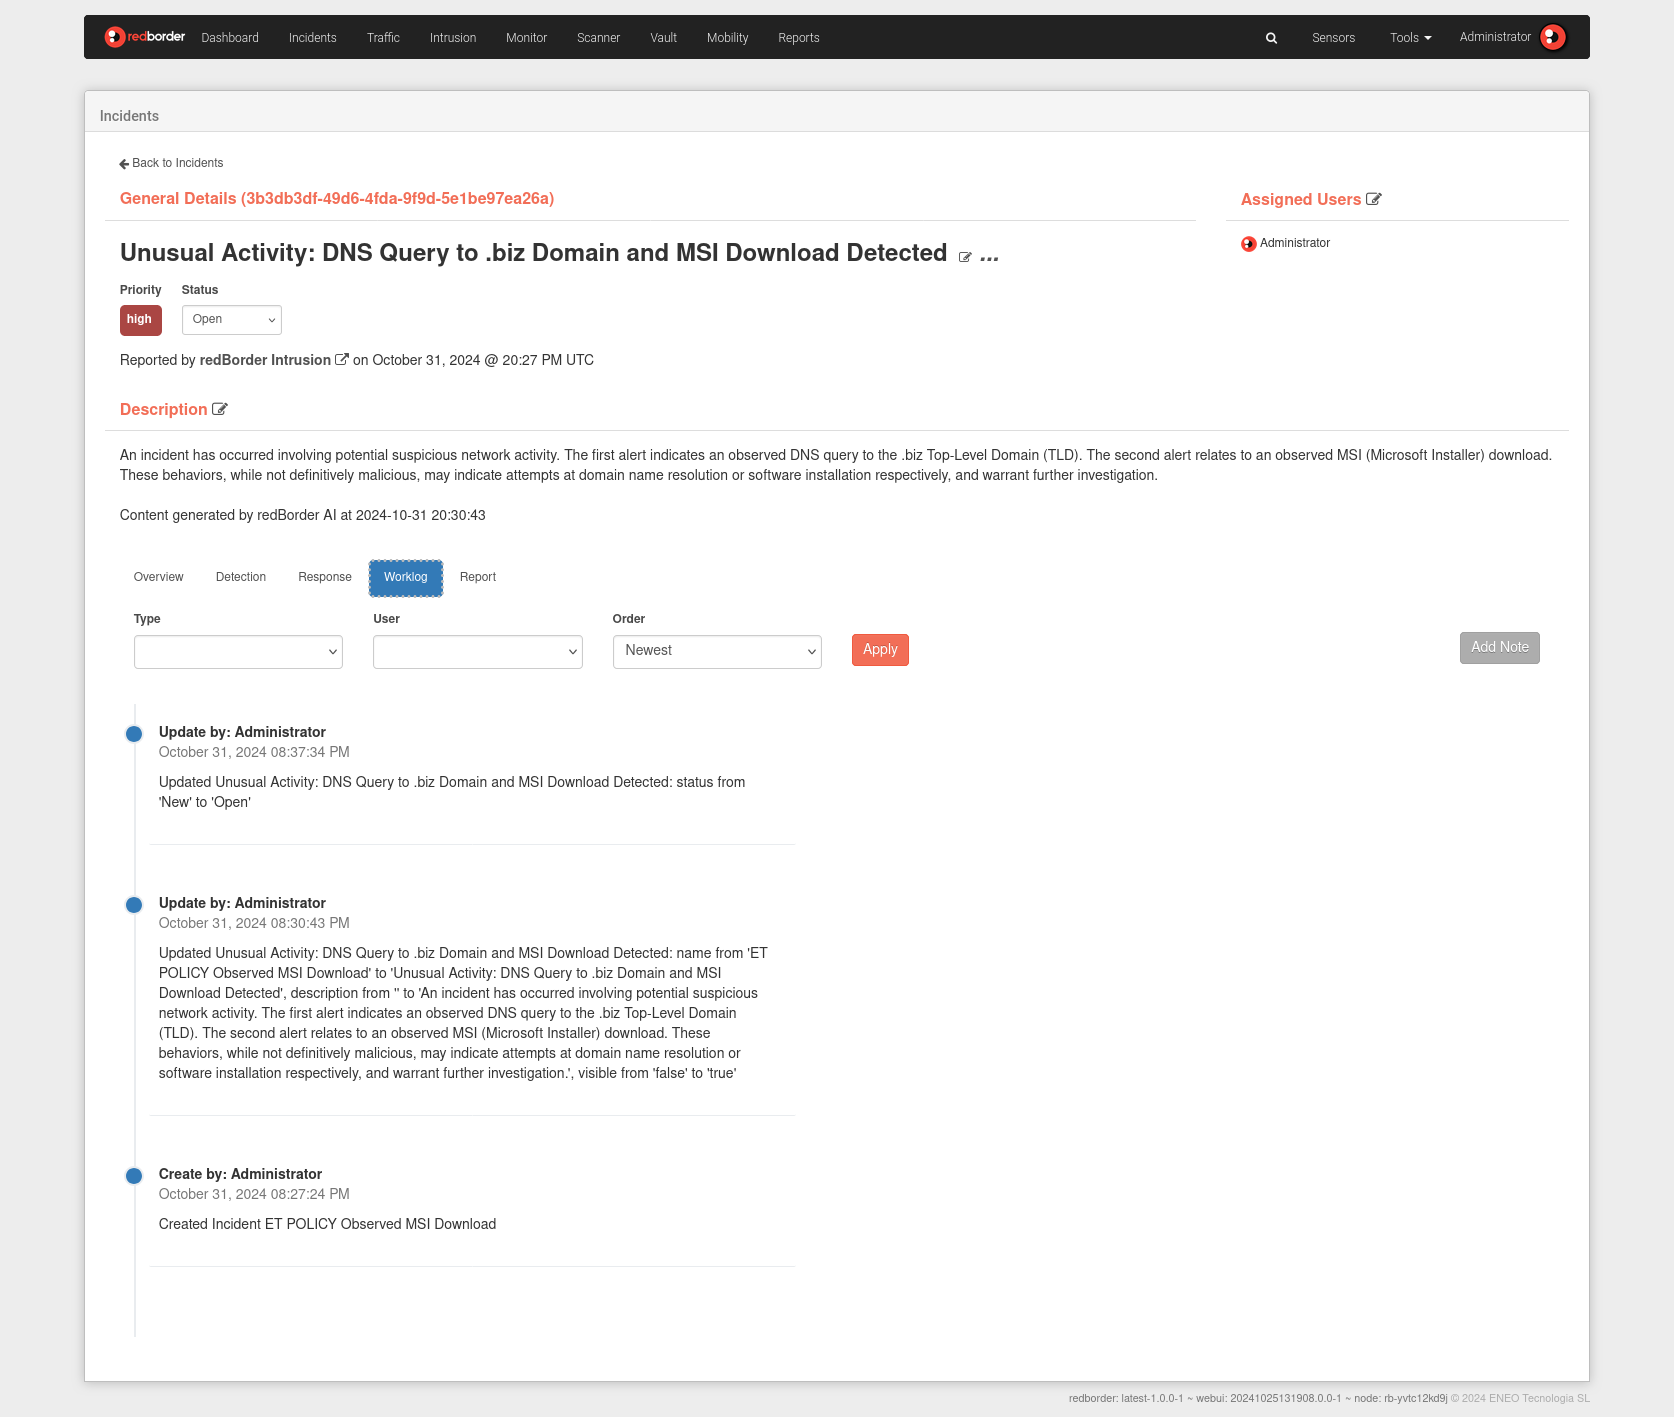 redborder Dashboard Incidents Traffic Intrusion Monitor Scanner Vault Mobility Reports Sensors Tools Administrator
Incidents
Back to Incidents
General Details (3b3db3df-49d6-4fda-9f9d-5e1be97ea26a)
Assigned Users
Unusual Activity: DNS Query to .biz Domain and MSI Download Detected ...
Administrator
Priority Status
high Open
Reported by redBorder Intrusion on October 31, 2024 @ 20:27 PM UTC
Description
An incident has occurred involving potential suspicious network activity. The first alert indicates an observed DNS query to the .biz Top-Level Domain (TLD). The second alert relates to an observed MSI (Microsoft Installer) download.
These behaviors, while not definitively malicious, may indicate attempts at domain name resolution or software installation respectively, and warrant further investigation.
Content generated by redBorder AI at 2024-10-31 20:30:43
Overview Detection Response Worklog Report
Type User Order
Newest Apply Add Note
Update by: Administrator
October 31, 2024 08:37:34 PM
Updated Unusual Activity: DNS Query to .biz Domain and MSI Download Detected: status from
'New' to 'Open'
Update by: Administrator
October 31, 2024 08:30:43 PM
Updated Unusual Activity: DNS Query to .biz Domain and MSI Download Detected: name from 'ET
POLICY Observed MSI Download' to 'Unusual Activity: DNS Query to .biz Domain and MSI
Download Detected', description from '' to 'An incident has occurred involving potential suspicious
network activity. The first alert indicates an observed DNS query to the .biz Top-Level Domain
(TLD). The second alert relates to an observed MSI (Microsoft Installer) download. These
behaviors, while not definitively malicious, may indicate attempts at domain name resolution or
software installation respectively, and warrant further investigation.', visible from 'false' to 'true'
Create by: Administrator
October 31, 2024 08:27:24 PM
Created Incident ET POLICY Observed MSI Download
redborder: latest-1.0.0-1 ~ webui: 20241025131908.0.0-1 ~ node: rb-yvtc12kd9j © 2024 ENEO Tecnologia SL